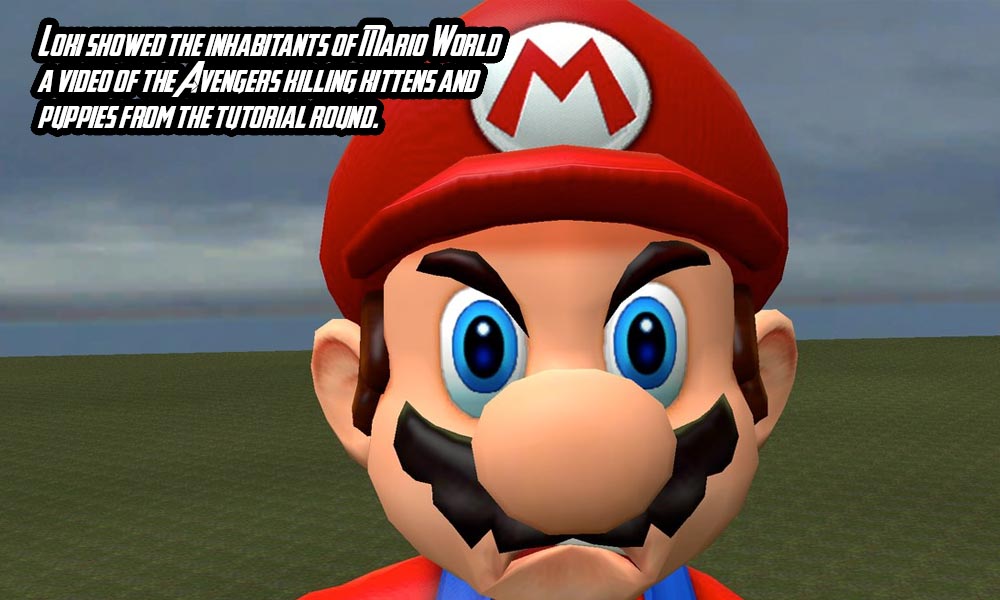 M
Loki showed the inhabitants of Mario World
a video of the Avengers killing kittens and
puppies from the tutorial round.